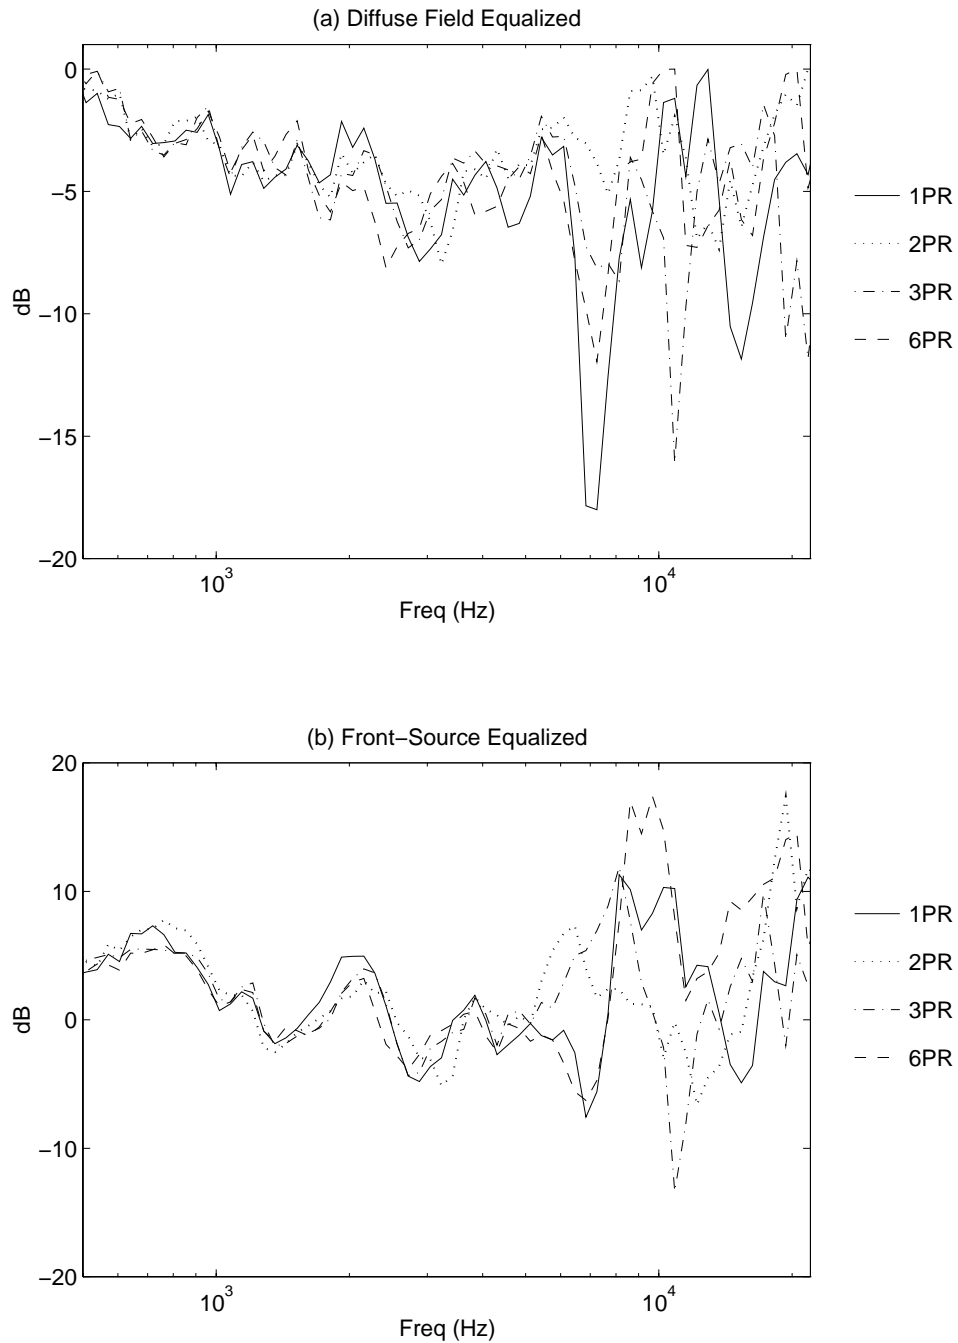 (a) Diffuse Field Equalized
0
−5
−10
−15
−20
dB
10^3
10^4
Freq (Hz)
1PR
2PR
3PR
6PR
(b) Front−Source Equalized
20
10
0
−10
−20
dB
10^3
10^4
Freq (Hz)
1PR
2PR
3PR
6PR